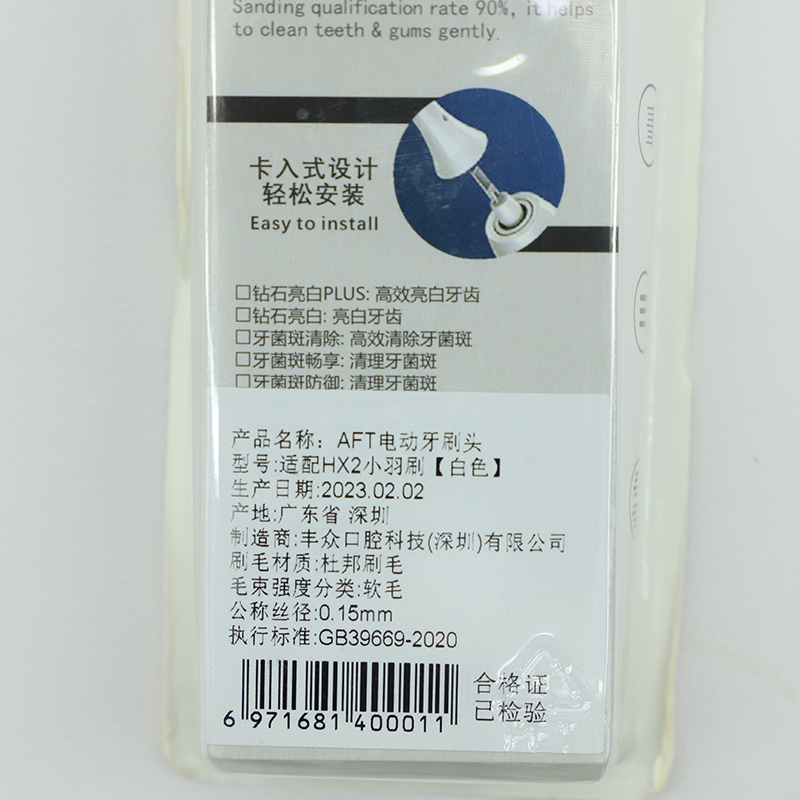 Sanding qualification rate 90%, it helps
to clean teeth & gums gently.
卡入式设计
轻松安装
Easy to install
□钻石亮白PLUS: 高效亮白牙齿
□钻石亮白: 亮白牙齿
□牙菌斑清除: 高效清除牙菌斑
□牙菌斑畅享: 清理牙菌斑
□牙菌斑防御: 清理牙菌斑
产品名称: AFT电动牙刷头
型号:适配HX2小羽刷【白色】
生产日期:2023.02.02
产地:广东省 深圳
制造商:丰众口腔科技(深圳)有限公司
刷毛材质:杜邦刷毛
毛束强度分类:软毛
公称丝径:0.15mm
执行标准:GB39669-2020
6 971681 400011
合格证
已检验